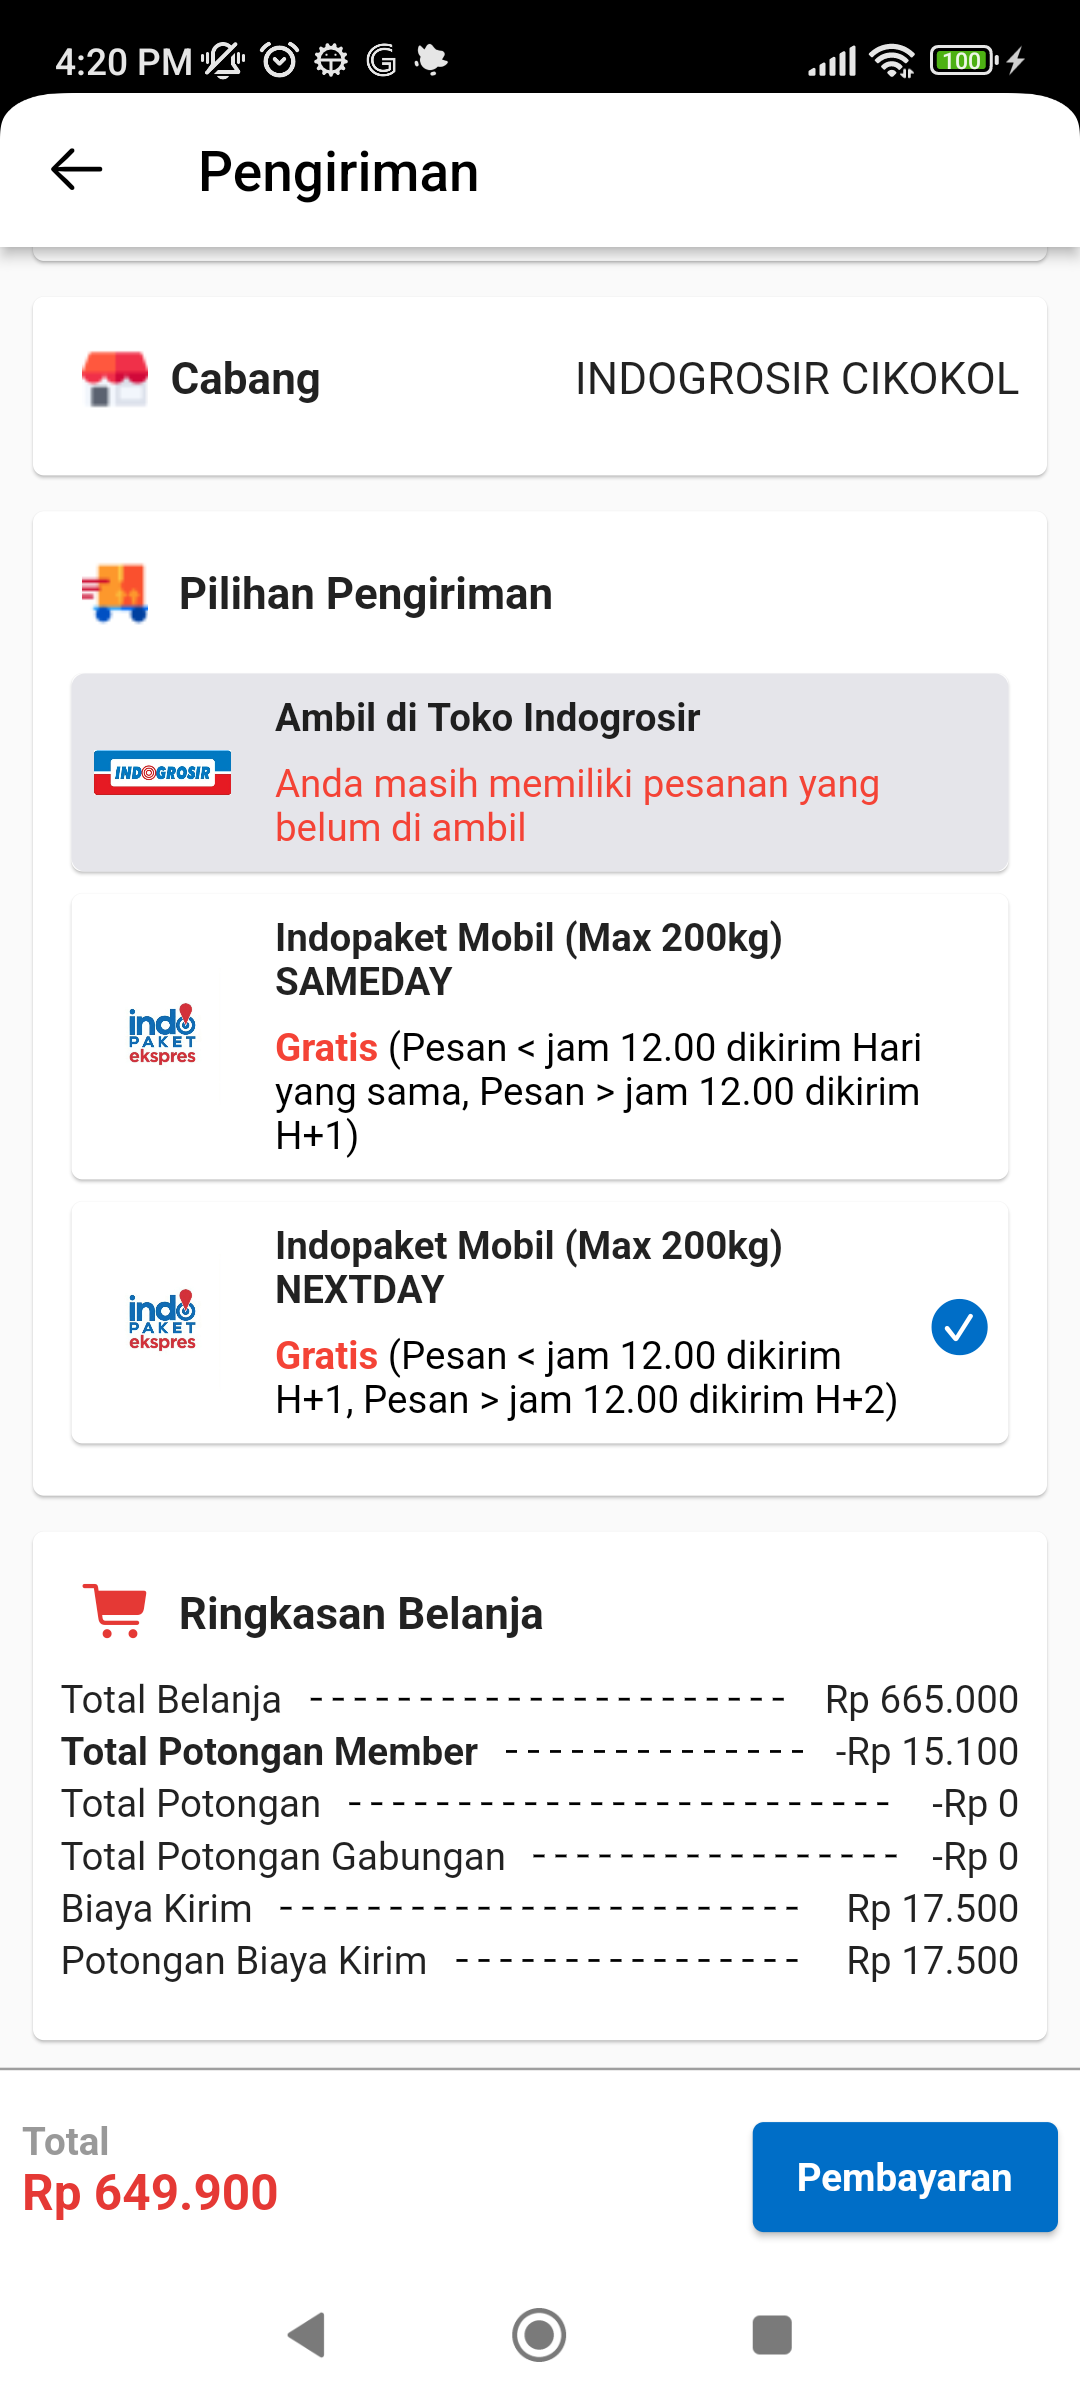 4:20 PM
100
Pengiriman
Cabang
INDOGROSIR CIKOKOL
Pilihan Pengiriman
INDOGROSIR
Ambil di Toko Indogrosir
Anda masih memiliki pesanan yang
belum di ambil
indo
PAKET
ekspres
Indopaket Mobil (Max 200kg)
SAMEDAY
Gratis (Pesan < jam 12.00 dikirim Hari
yang sama, Pesan > jam 12.00 dikirim
H+1)
indo
PAKET
ekspres
Indopaket Mobil (Max 200kg)
NEXTDAY
Gratis (Pesan < jam 12.00 dikirim
H+1, Pesan > jam 12.00 dikirim H+2)
Ringkasan Belanja
Total Belanja ---------------------- Rp 665.000
Total Potongan Member -------------- -Rp 15.100
Total Potongan ------------------------- -Rp 0
Total Potongan Gabungan ----------------- -Rp 0
Biaya Kirim ------------------------ Rp 17.500
Potongan Biaya Kirim ---------------- Rp 17.500
Total
Rp 649.900
Pembayaran